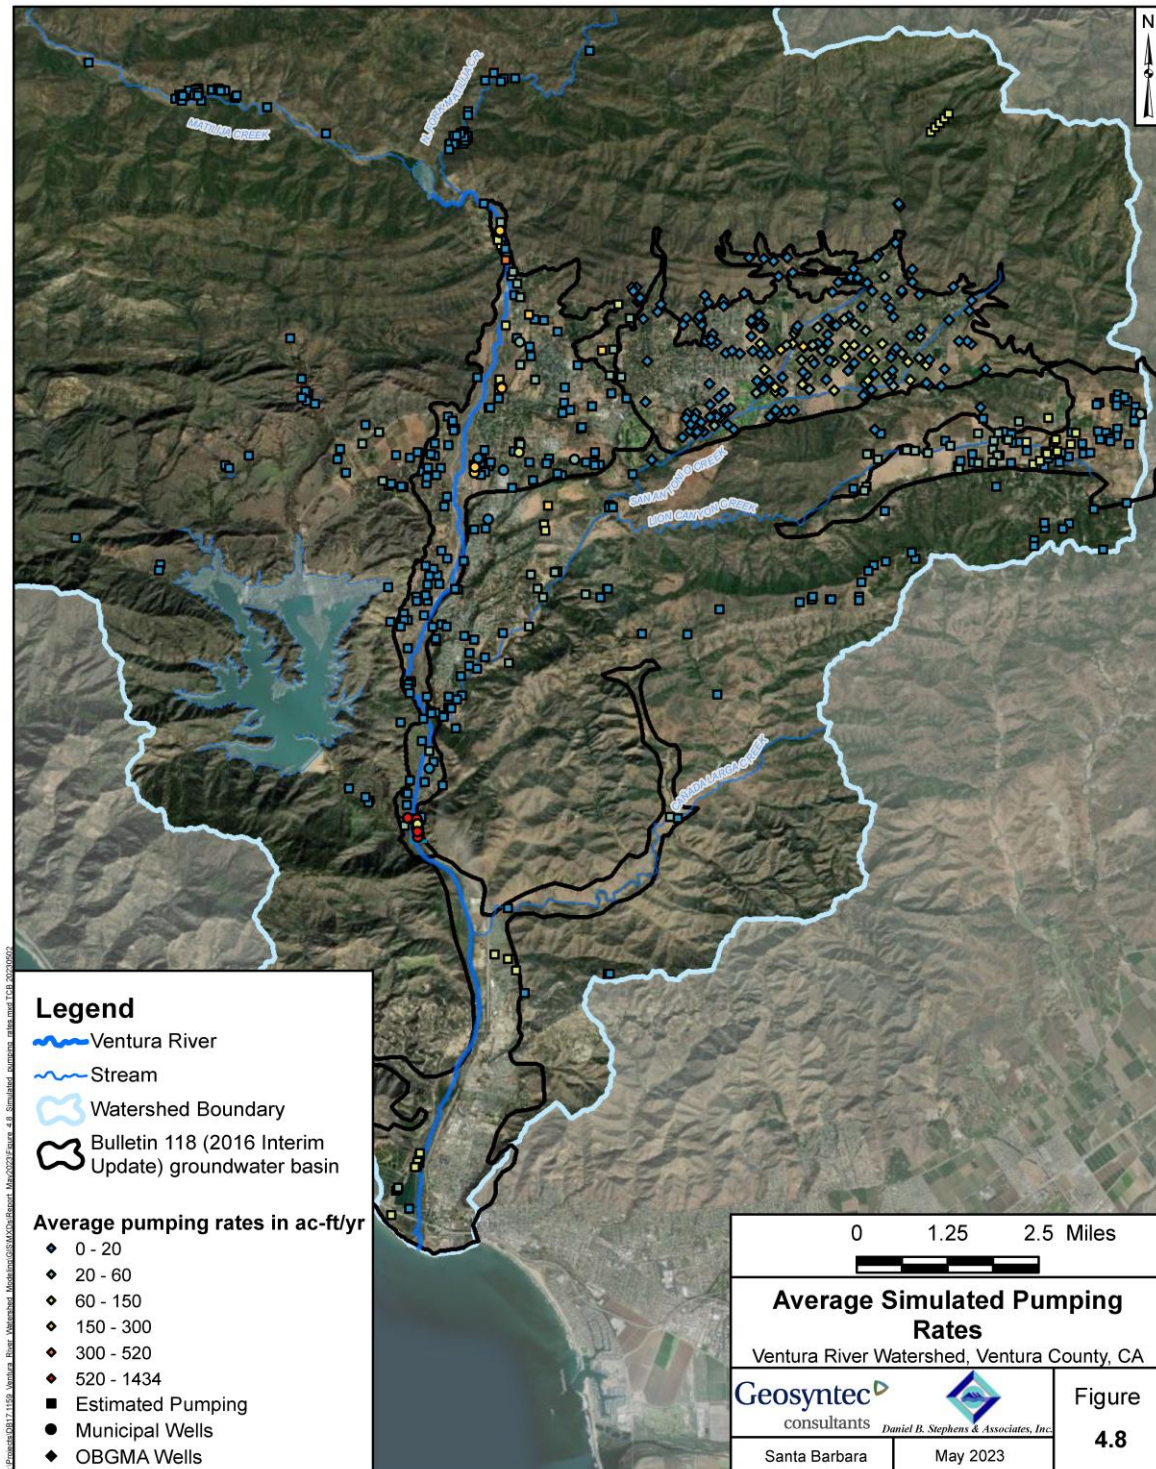 N
MATILIJA CREEK
N. FORK MATILIJA CR.
SAN ANTONIO CREEK
LION CANYON CREEK
CAÑADA LARGA CREEK
Legend
Ventura River
Stream
Watershed Boundary
Bulletin 118 (2016 Interim
Update) groundwater basin
Average pumping rates in ac-ft/yr
0 - 20
20 - 60
60 - 150
150 - 300
300 - 520
520 - 1434
Estimated Pumping
Municipal Wells
OBGMA Wells
0 1.25 2.5 Miles
Average Simulated Pumping
Rates
Ventura River Watershed, Ventura County, CA
Geosyntec
consultants
Daniel B. Stephens & Associates, Inc.
Santa Barbara
May 2023
Figure
4.8